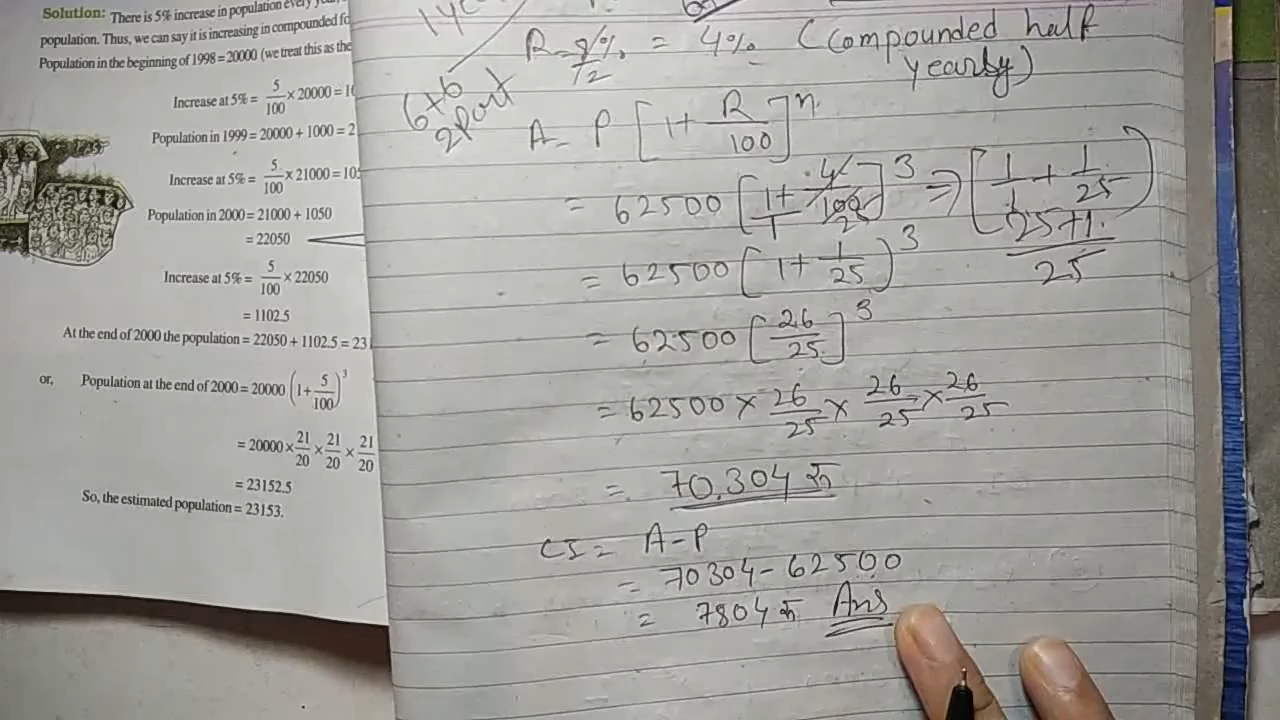 Solution: There is 5% increase in population every
population. Thus, we can say it is increasing in compounded
Population in the beginning of 1998 = 20000 (we treat this as the
Increase at 5% = 5/100 × 20000 =
Population in 1999 = 20000 + 1000 = 2
Increase at 5% = 5/100 × 21000 = 10
Population in 2000 = 21000 + 1050
= 22050
Increase at 5% = 5/100 × 22050
= 1102.5
At the end of 2000 the population = 22050 + 1102.5 = 23
or, Population at the end of 2000 = 20000 (1+5/100)^3
= 20000 × 21/20 × 21/20 × 21/20
= 23152.5
So, the estimated population = 23153.
R = 8/2 % = 4% (Compounded half
yearly)
6+6
2 part
A = P [1 + R/100]^n
= 62500 [1/1 + 4/100]^3 ⇒ [1/1 + 1/25]
25+1/25
= 62500 [1 + 1/25]^3
= 62500 [26/25]^3
= 62500 × 26/25 × 26/25 × 26/25
= 70,304 रू
CI = A - P
= 70304 - 62500
= 7804 रू Ans